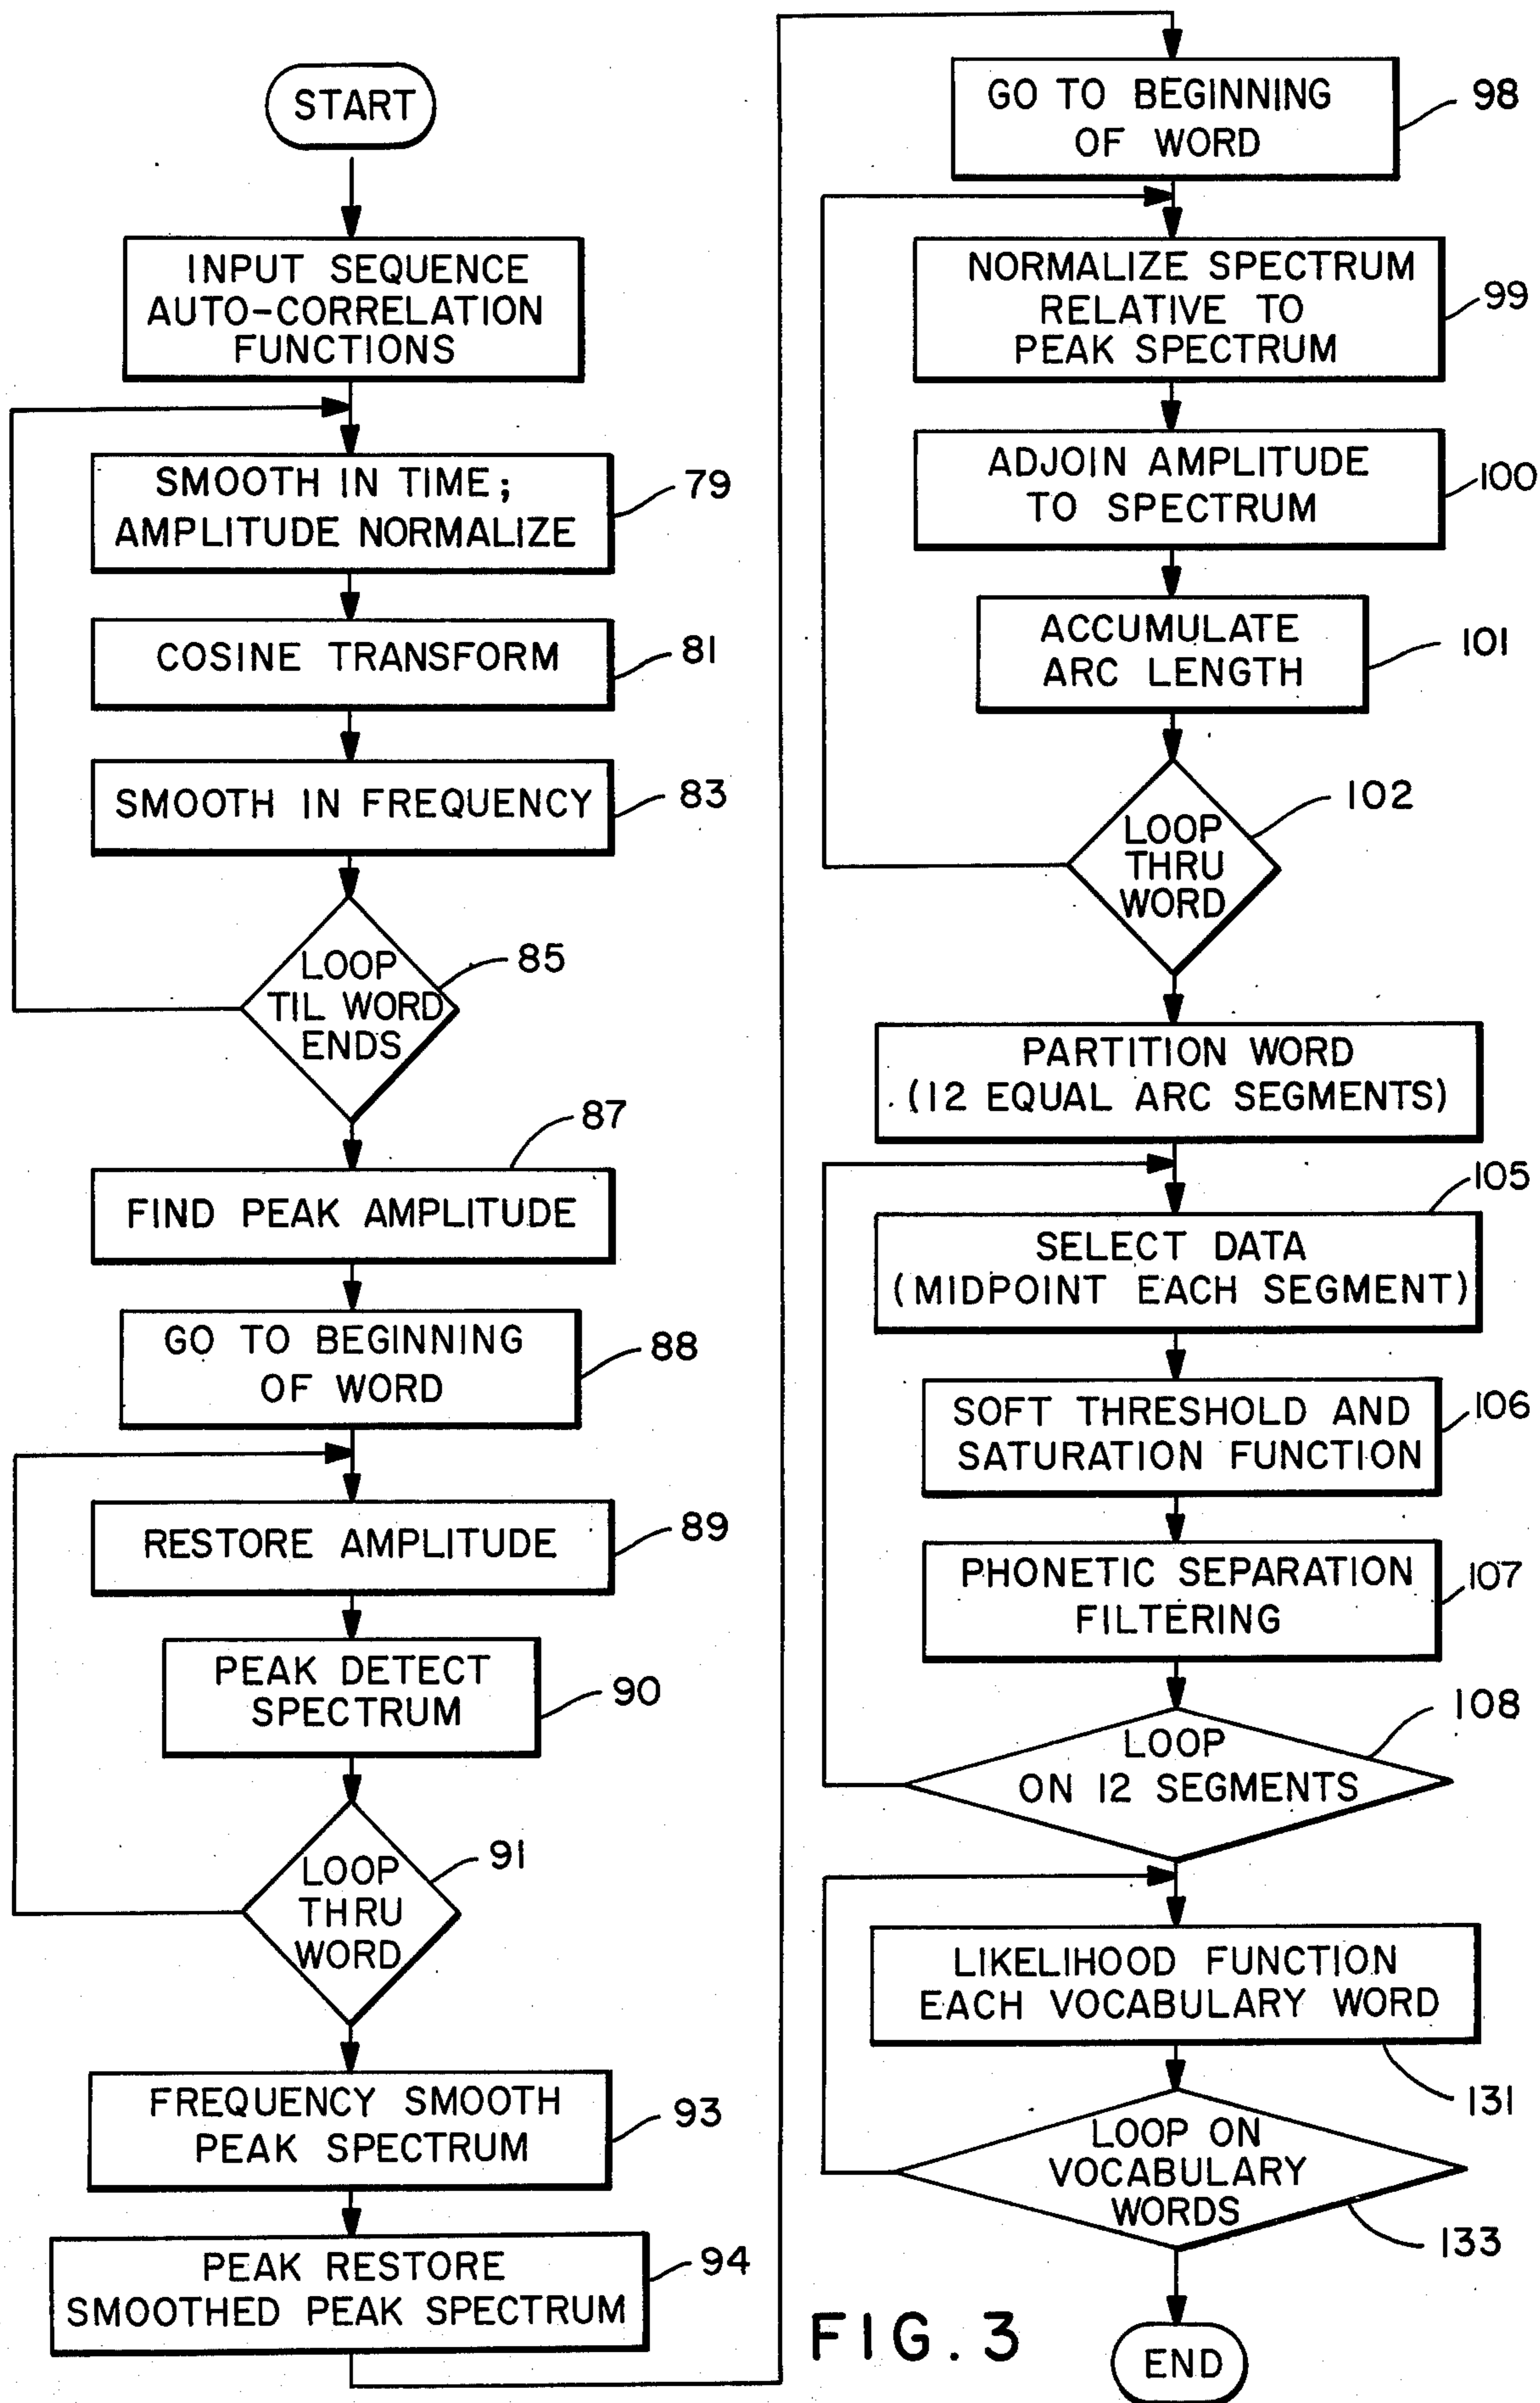 START
INPUT SEQUENCE
AUTO-CORRELATION
FUNCTIONS
SMOOTH IN TIME;
AMPLITUDE NORMALIZE
79
COSINE TRANSFORM
81
SMOOTH IN FREQUENCY
83
LOOP
TIL WORD
ENDS
85
87
FIND PEAK AMPLITUDE
GO TO BEGINNING
OF WORD
88
RESTORE AMPLITUDE
89
PEAK DETECT
SPECTRUM
90
LOOP
THRU
WORD
91
FREQUENCY SMOOTH
PEAK SPECTRUM
93
PEAK RESTORE
SMOOTHED PEAK SPECTRUM
94
GO TO BEGINNING
OF WORD
98
NORMALIZE SPECTRUM
RELATIVE TO
PEAK SPECTRUM
99
ADJOIN AMPLITUDE
TO SPECTRUM
100
ACCUMULATE
ARC LENGTH
101
LOOP
THRU
WORD
102
PARTITION WORD
(12 EQUAL ARC SEGMENTS)
105
SELECT DATA
(MIDPOINT EACH SEGMENT)
SOFT THRESHOLD AND
SATURATION FUNCTION
106
PHONETIC SEPARATION
FILTERING
107
LOOP
ON 12 SEGMENTS
108
LIKELIHOOD FUNCTION
EACH VOCABULARY WORD
131
LOOP ON
VOCABULARY
WORDS
133
END
FIG. 3